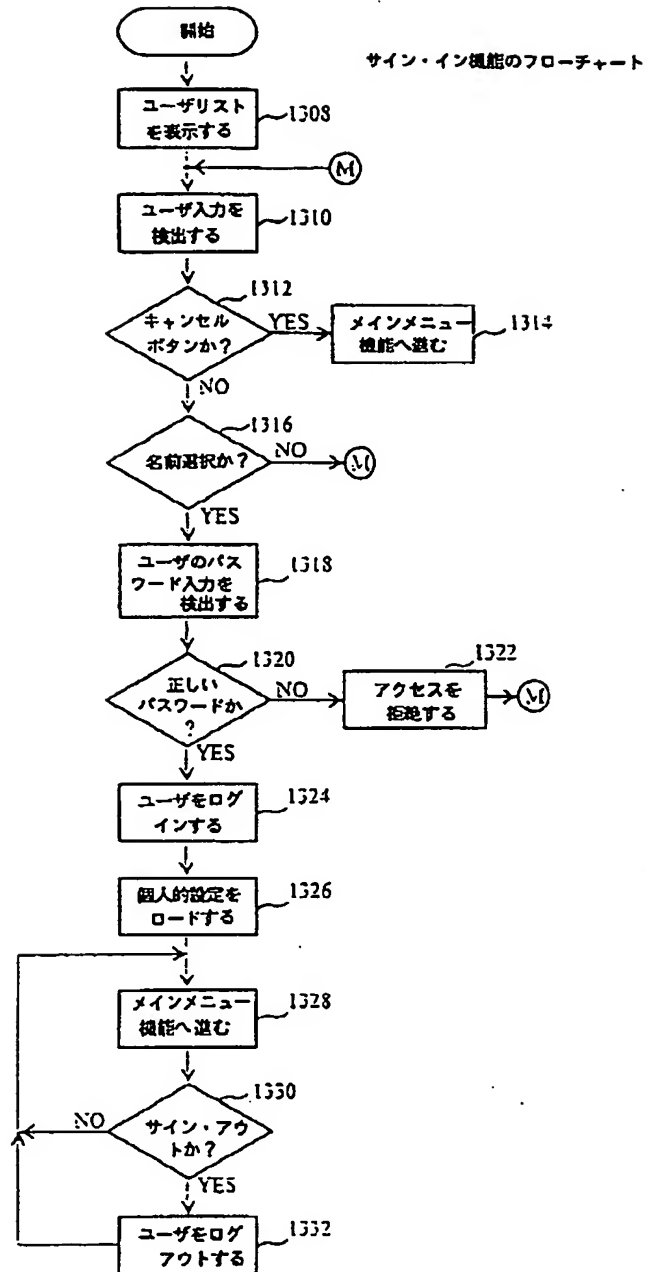 開始
サイン・イン機能のフローチャート
ユーザリスト
を表示する
1308
M
ユーザ入力を
検出する
1310
1312
キャンセル
ボタンか?
YES
メインメニュー
機能へ進む
1314
NO
1316
名前選択か?
NO
M
YES
ユーザのパス
ワード入力を
検出する
1318
1320
正しい
パスワードか
?
NO
1322
アクセスを
拒絶する
M
YES
ユーザをログ
インする
1324
個人的設定を
ロードする
1326
メインメニュー
機能へ進む
1328
1330
NO
サイン・アウ
トか?
YES
ユーザをログ
アウトする
1332